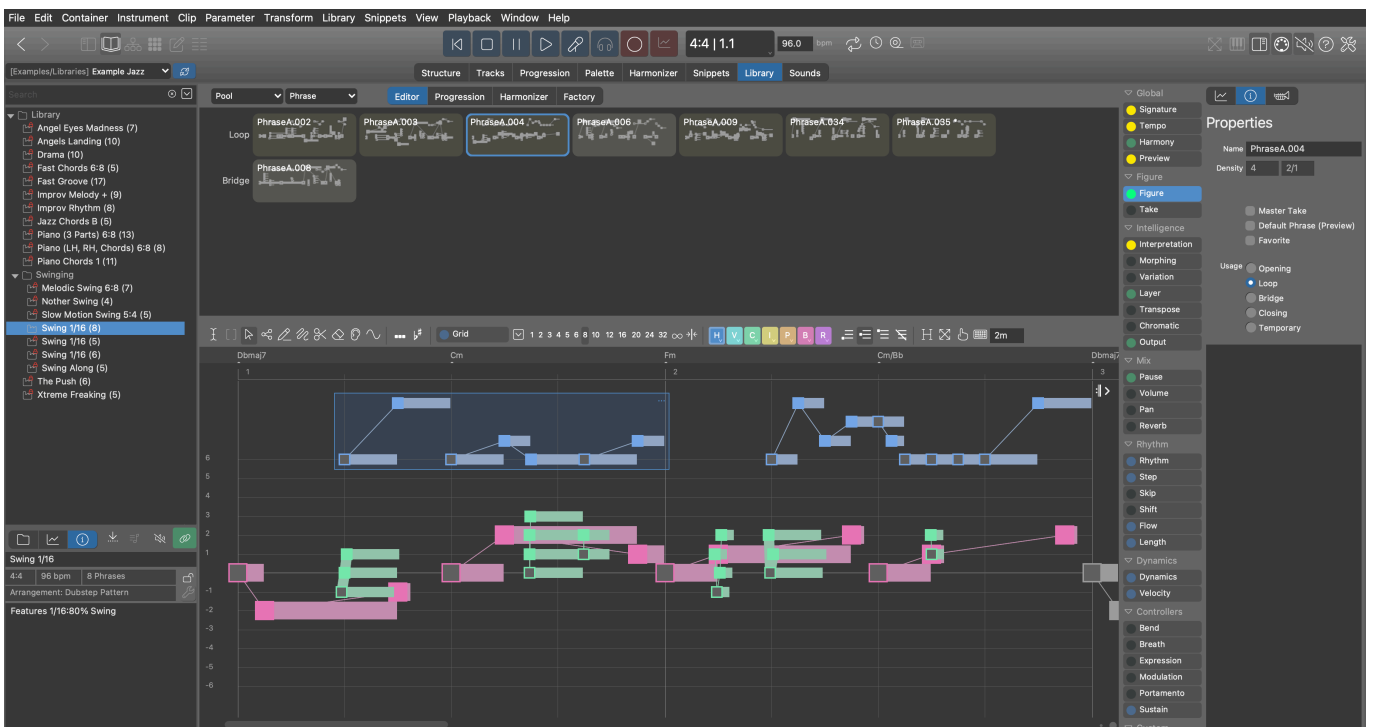 File Edit Container Instrument Clip Parameter Transform Library Snippets View Playback Window Help
4:4 | 1.1
96.0 bpm
[Examples/Libraries] Example Jazz
Structure Tracks Progression Palette Harmonizer Snippets Library Sounds
Search
Library
Angel Eyes Madness (7)
Angels Landing (10)
Drama (10)
Fast Chords 6:8 (5)
Fast Groove (17)
Improv Melody + (9)
Improv Rhythm (8)
Jazz Chords B (5)
Piano (3 Parts) 6:8 (13)
Piano (LH, RH, Chords) 6:8 (8)
Piano Chords 1 (11)
Swinging
Melodic Swing 6:8 (7)
Nother Swing (4)
Slow Motion Swing 5:4 (5)
Swing 1/16 (8)
Swing 1/16 (5)
Swing 1/16 (6)
Swing Along (5)
The Push (6)
Xtreme Freaking (5)
Swing 1/16
4:4 96 bpm 8 Phrases
Arrangement: Dubstep Pattern
Features 1/16:80% Swing
Pool Phrase Editor Progression Harmonizer Factory
Loop PhraseA.002 PhraseA.003 PhraseA.004 PhraseA.006 PhraseA.009 PhraseA.034 PhraseA.035 *
Bridge PhraseA.008
Grid 1 2 3 4 5 6 8 10 12 16 20 24 32 ∞ H V C I P B R 2m
Dbmaj7 Cm Fm Cm/Bb Dbmaj7
1 2 3
6
5
4
3
2
1
-1
-2
-3
-4
-5
-6
Global
Signature
Tempo
Harmony
Preview
Figure
Figure
Take
Intelligence
Interpretation
Morphing
Variation
Layer
Transpose
Chromatic
Output
Mix
Pause
Volume
Pan
Reverb
Rhythm
Rhythm
Step
Skip
Shift
Flow
Length
Dynamics
Dynamics
Velocity
Controllers
Bend
Breath
Expression
Modulation
Portamento
Sustain
Properties
Name PhraseA.004
Density 4 2/1
Master Take
Default Phrase (Preview)
Favorite
Usage Opening
Loop
Bridge
Closing
Temporary